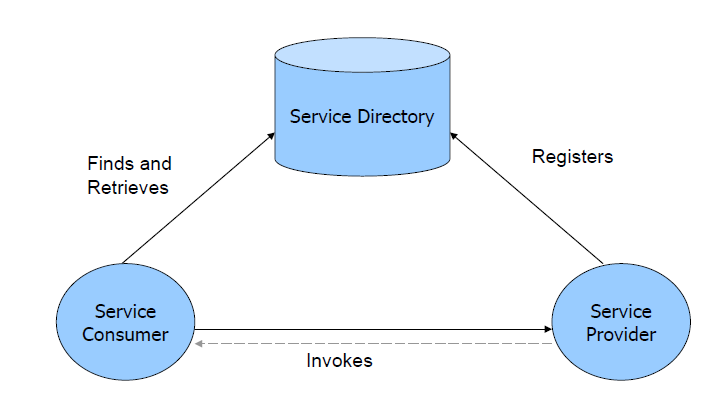 Service Directory
Finds and
Retrieves
Registers
Service
Consumer
Service
Provider
Invokes